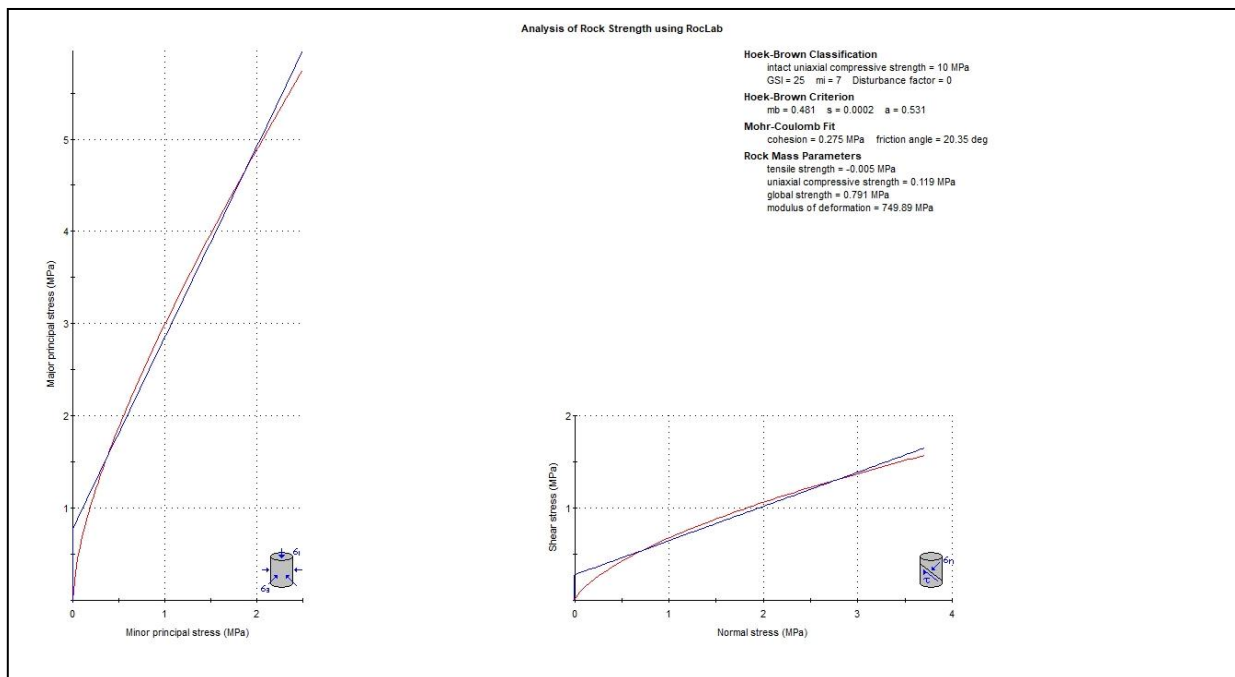 Analysis of Rock Strength using RocLab
Hoek-Brown Classification
intact uniaxial compressive strength = 10 MPa
GSI = 25 mi = 7 Disturbance factor = 0
Hoek-Brown Criterion
mb = 0.481 s = 0.0002 a = 0.531
Mohr-Coulomb Fit
cohesion = 0.275 MPa friction angle = 20.35 deg
Rock Mass Parameters
tensile strength = -0.005 MPa
uniaxial compressive strength = 0.119 MPa
global strength = 0.791 MPa
modulus of deformation = 749.89 MPa
Major principal stress (MPa)
5
4
3
2
1
0
1
2
Minor principal stress (MPa)
σ1
σ3
Shear stress (MPa)
2
1
0
1
2
3
4
Normal stress (MPa)
σn
τ